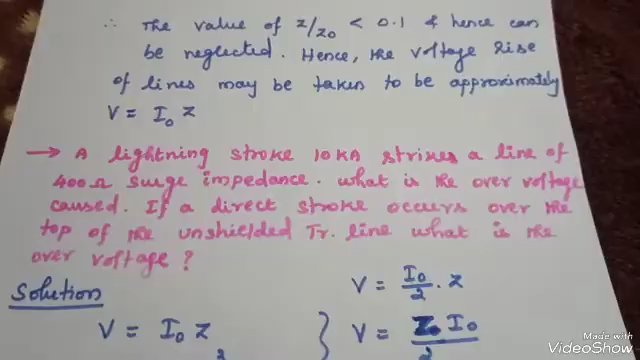 ∴ The value of z/z0 < 0.1 & hence can
be neglected. Hence, the voltage rise
of lines may be taken to be approximately
V = I0 Z
→ A lightning stroke 10 KA strikes a line of
400Ω surge impedance. what is the over voltage
caused. If a direct stroke occurs over the
top of the unshielded Tr. line what is the
over voltage ?
Solution
V = I0/2 . Z
V = I0 Z
} V = Z0 I0/2
Made with
VideoShow